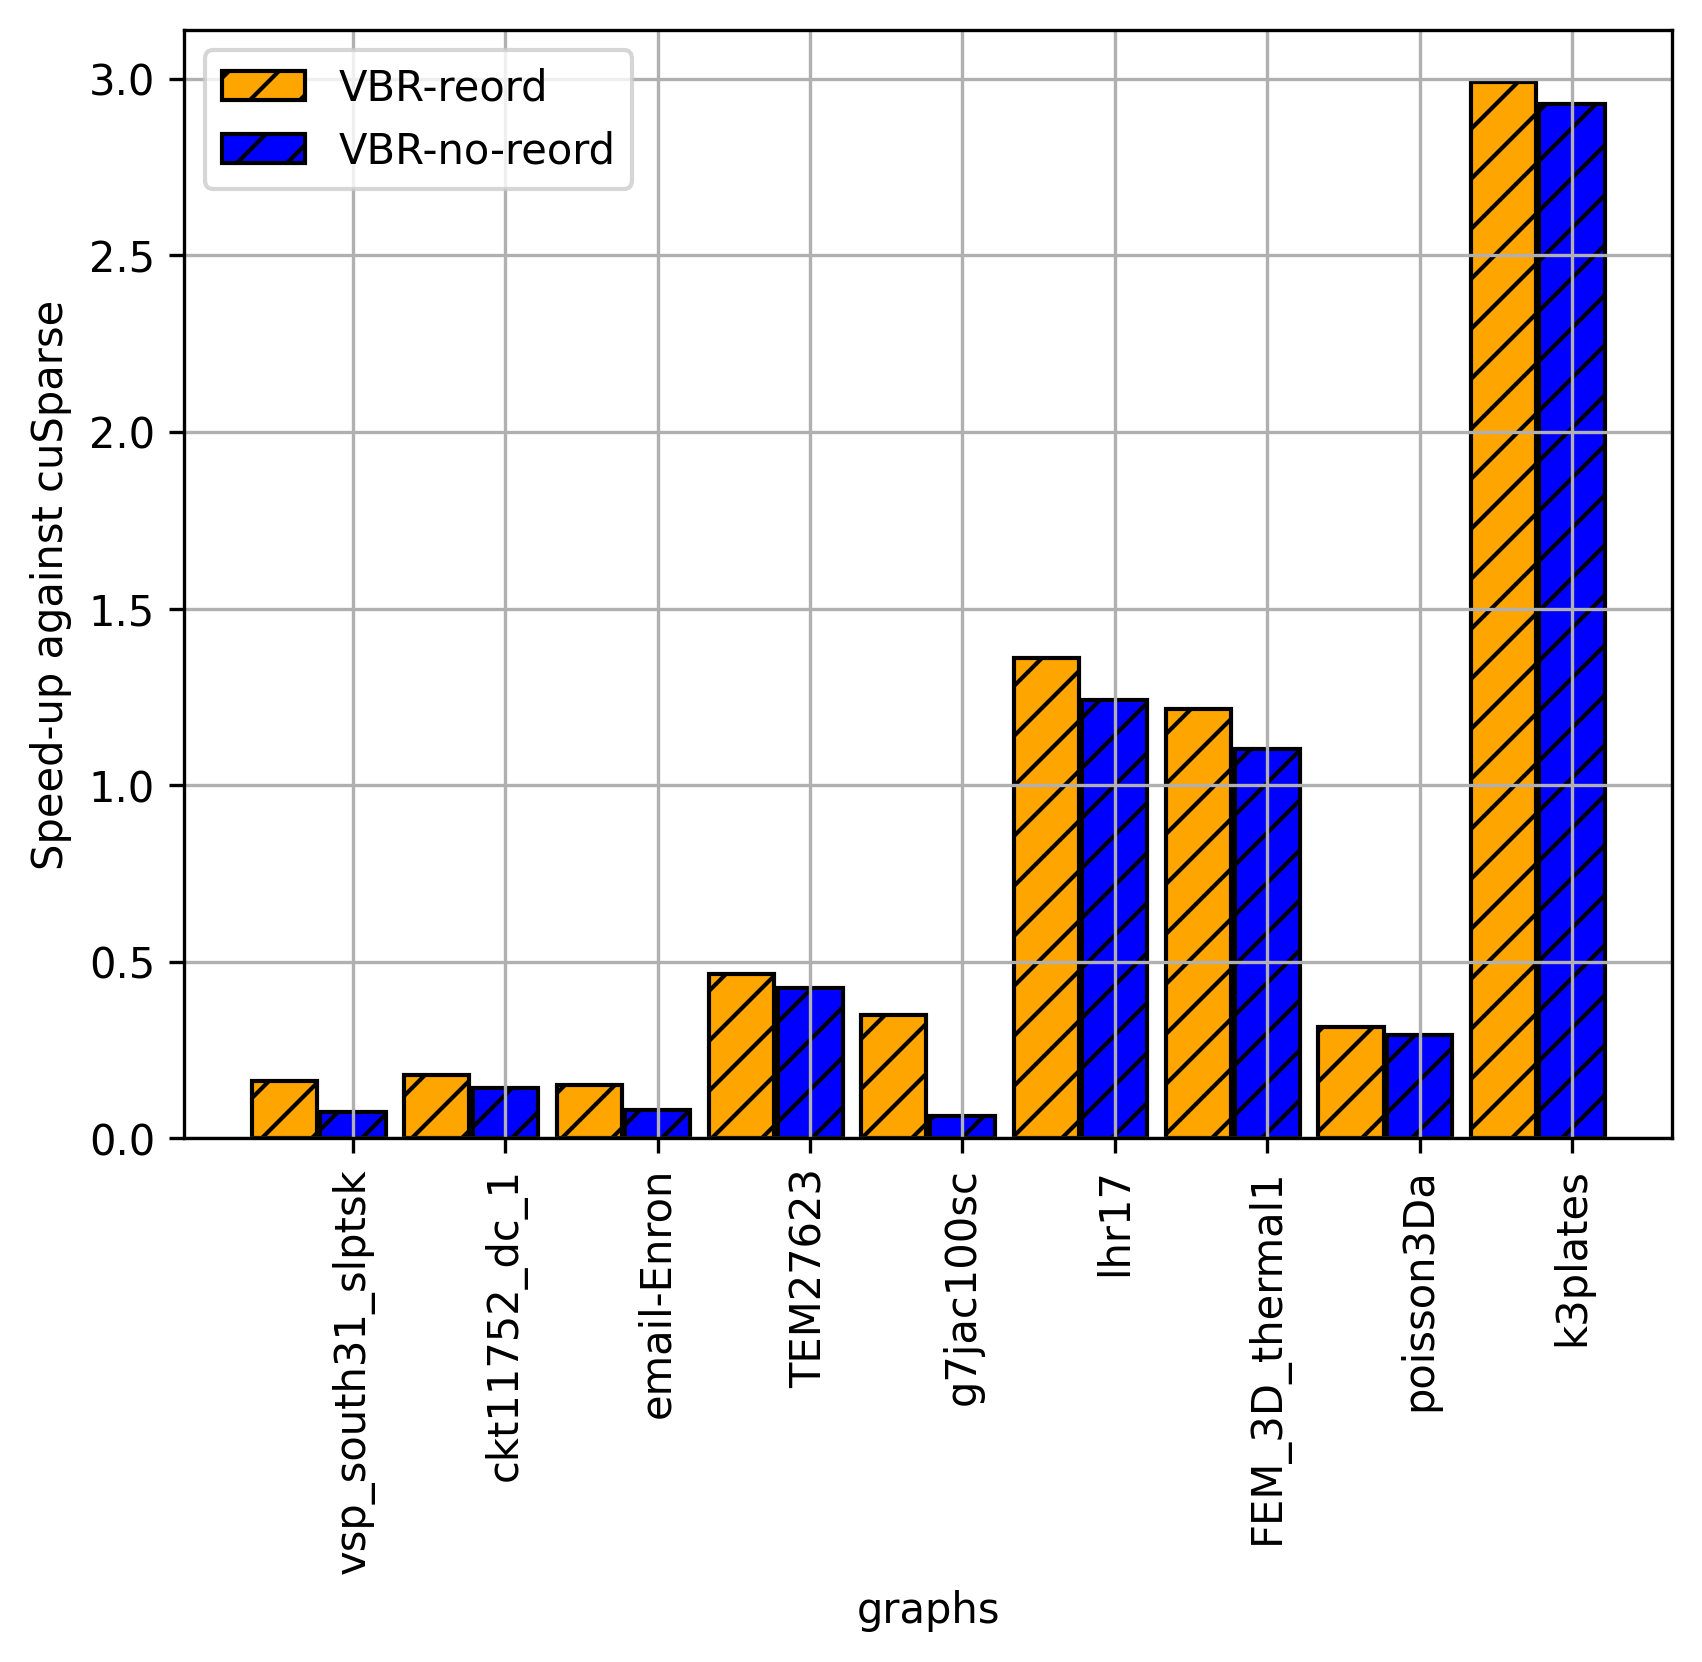 VBR-reord
VBR-no-reord
Speed-up against cuSparse
3.0
2.5
2.0
1.5
1.0
0.5
0.0
vsp_south31_slptsk
ckt11752_dc_1
email-Enron
TEM27623
g7jac100sc
lhr17
FEM_3D_thermal1
poisson3Da
k3plates
graphs